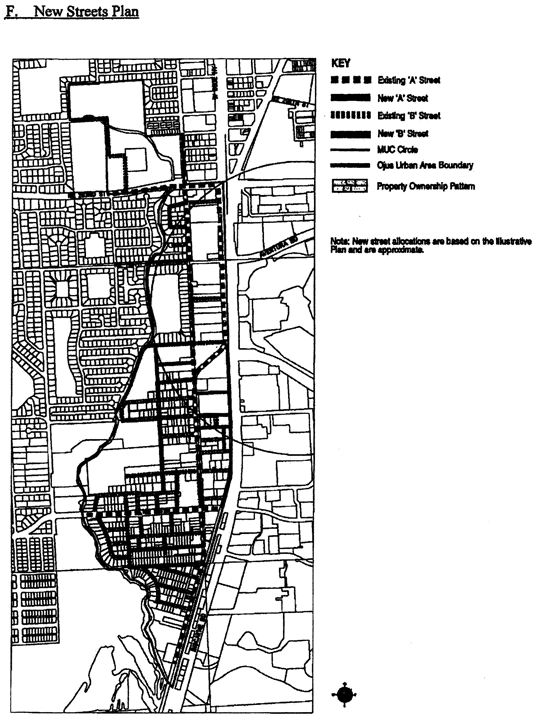 F. New Streets Plan
KEY
Existing 'A' Street
New 'A' Street
Existing 'B' Street
New 'B' Street
MUC Circle
Ojus Urban Area Boundary
Property Ownership Pattern
Note: New street allocations are based on the Illustrative
Plan and are approximate.
AVENTURA BD